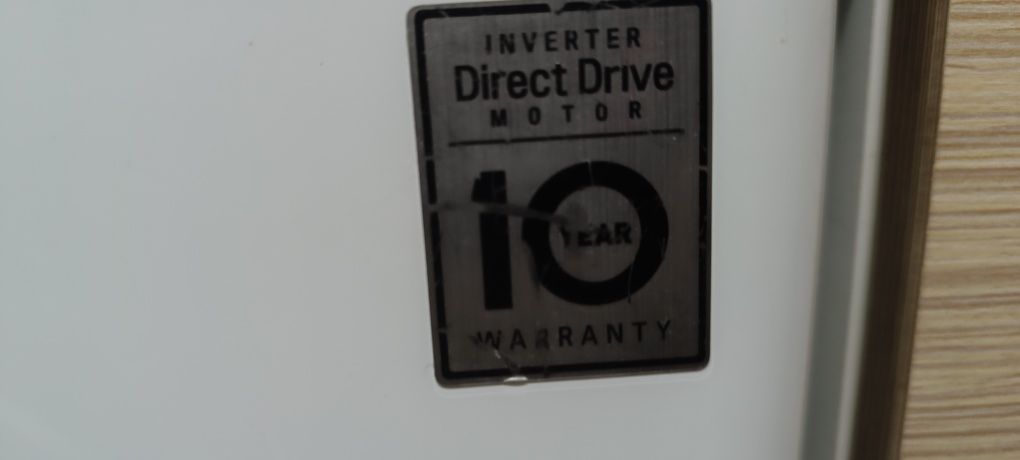 INVERTER
Direct Drive
MOTOR
10
YEAR
WARRANTY